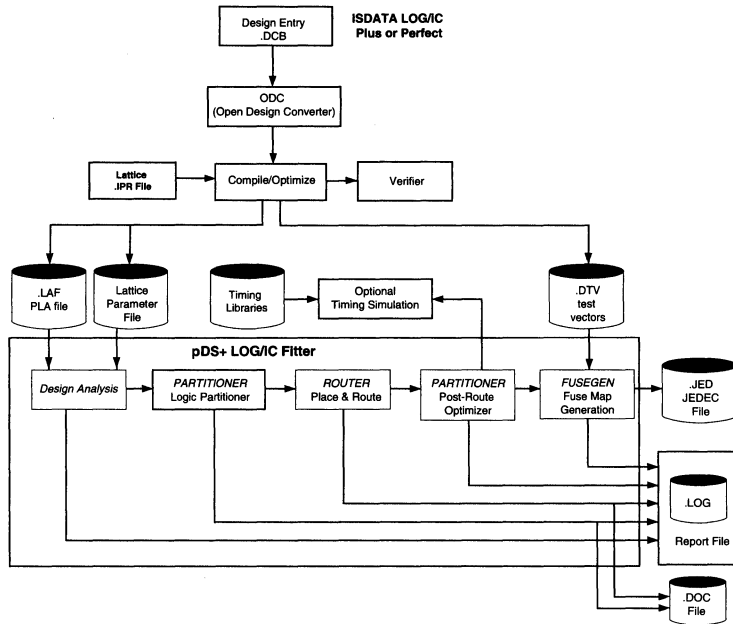 Design Entry
.DCB
ISDATA LOG/IC
Plus or Perfect
ODC
(Open Design Converter)
Lattice
.IPR File
Compile/Optimize
Verifier
.LAF
PLA file
Lattice
Parameter
File
Timing
Libraries
Optional
Timing Simulation
.DTV
test
vectors
pDS+ LOG/IC Fitter
Design Analysis
PARTITIONER
Logic Partitioner
ROUTER
Place & Route
PARTITIONER
Post-Route
Optimizer
FUSEGEN
Fuse Map
Generation
.JED
JEDEC
File
.LOG
Report File
.DOC
File